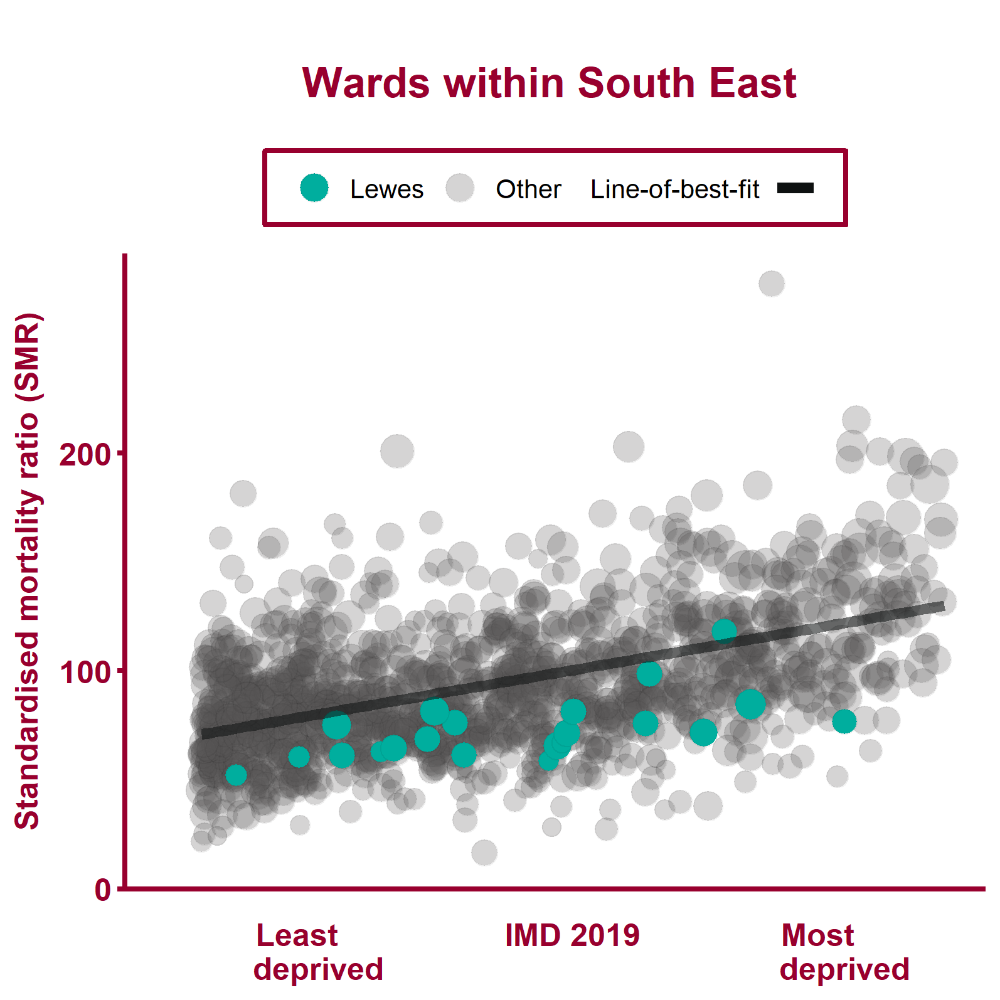 Wards within South East
Lewes Other Line-of-best-fit
Standardised mortality ratio (SMR)
200
100
0
Least deprived
IMD 2019
Most deprived